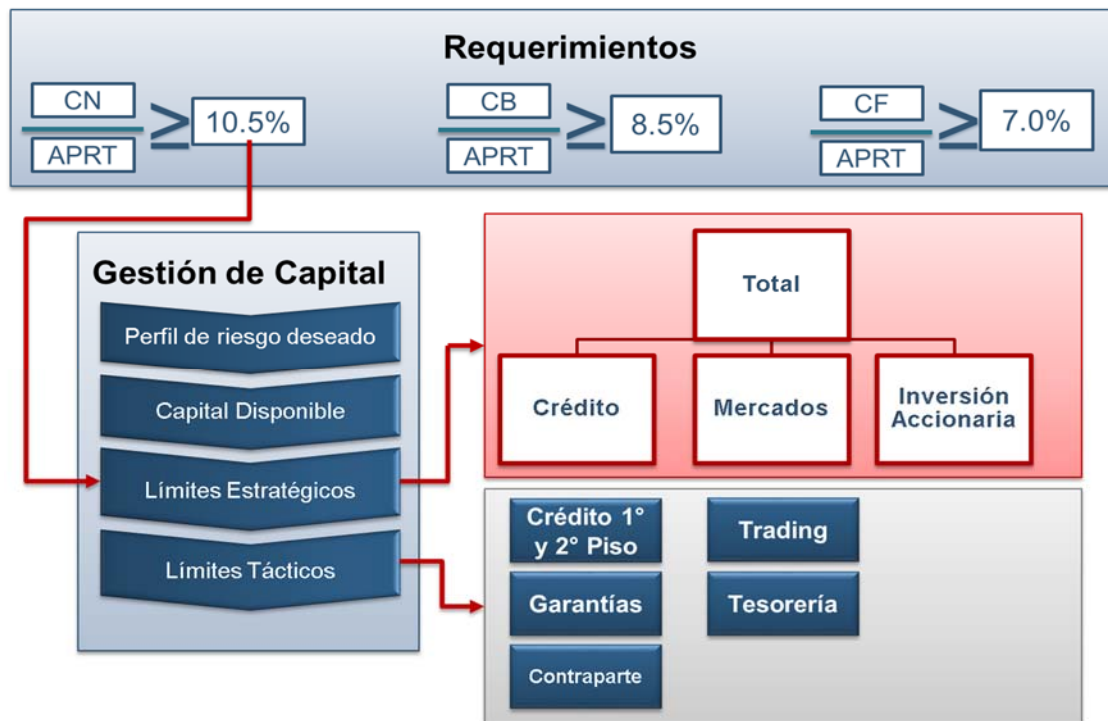 Requerimientos
CN
APRT
≥
10.5%
CB
APRT
≥
8.5%
CF
APRT
≥
7.0%
Gestión de Capital
Perfil de riesgo deseado
Capital Disponible
Límites Estratégicos
Límites Tácticos
Total
Crédito
Mercados
Inversión
Accionaria
Crédito 1°
y 2° Piso
Garantías
Contraparte
Trading
Tesorería